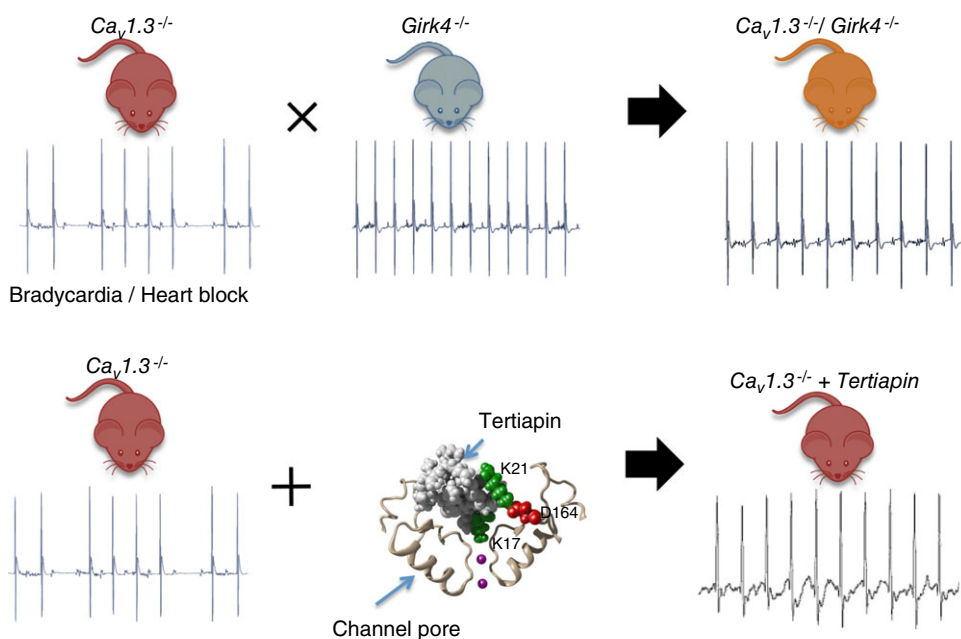 Cav1.3-/-
Girk4-/-
Cav1.3-/-/ Girk4-/-
Bradycardia / Heart block
Cav1.3-/-
Cav1.3-/- + Tertiapin
Tertiapin
K21
D164
K17
Channel pore